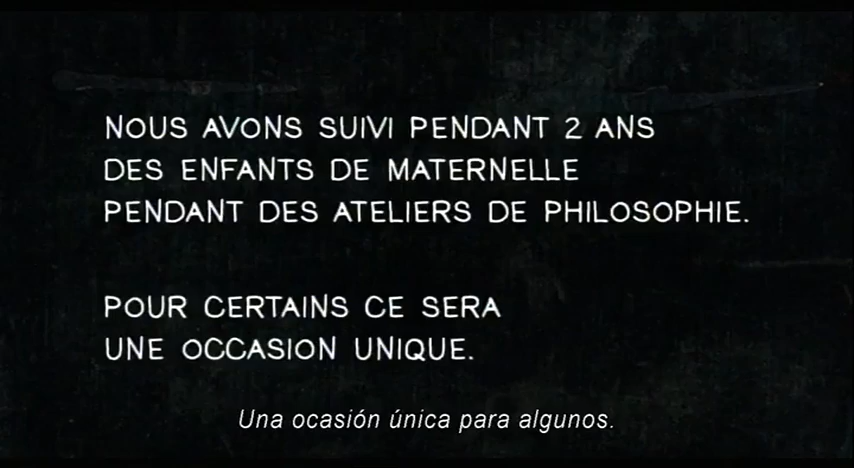 NOUS AVONS SUIVI PENDANT 2 ANS
DES ENFANTS DE MATERNELLE
PENDANT DES ATELIERS DE PHILOSOPHIE.
POUR CERTAINS CE SERA
UNE OCCASION UNIQUE.
Una ocasión única para algunos.